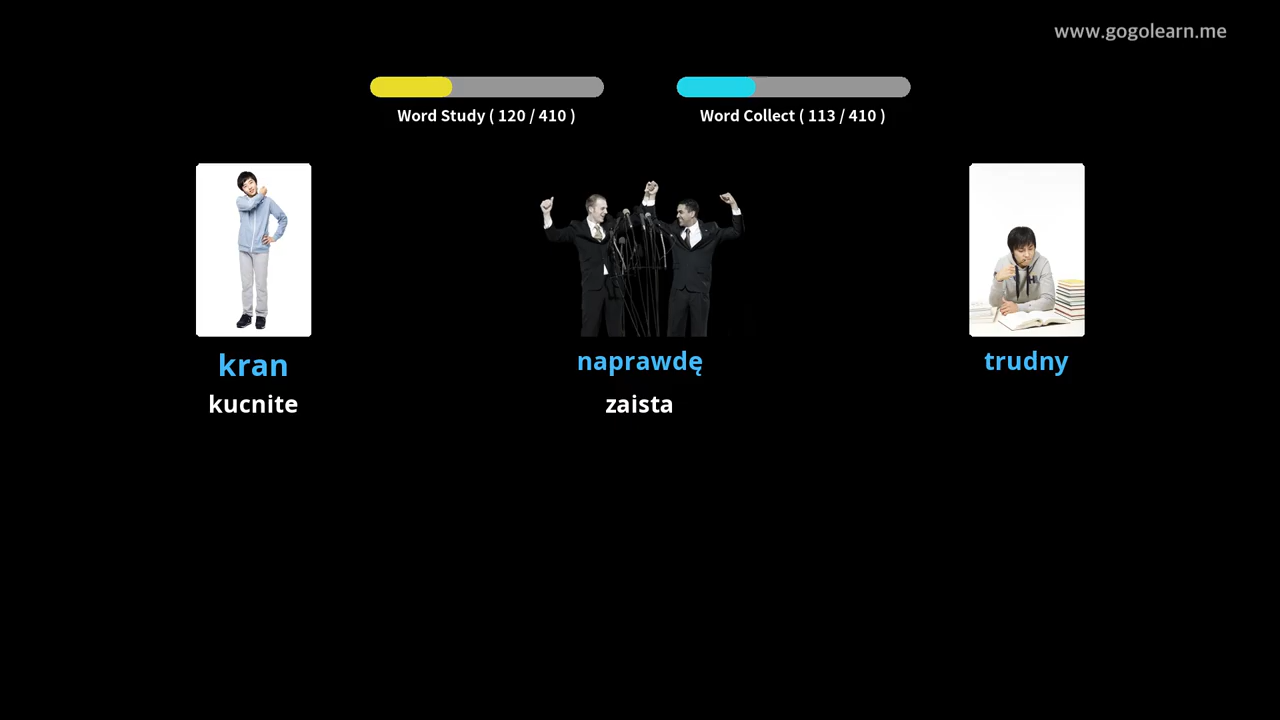 www.gogolearn.me
Word Study ( 120 / 410 )
Word Collect ( 113 / 410 )
kran
naprawdę
trudny
kucnite
zaista